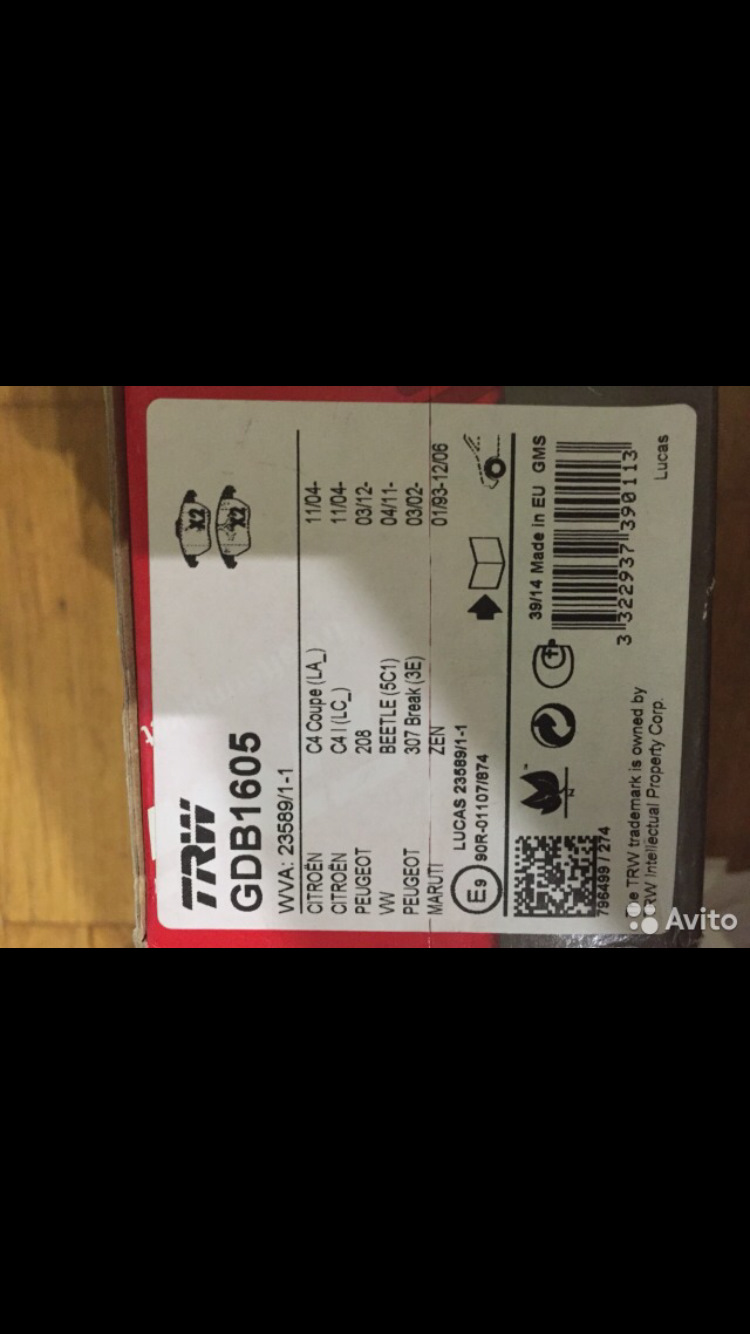 TRW
GDB1605
WVA: 23589/1-1
X2
X2
CITROËN C4 Coupe (LA_) 11/04-
CITROËN C4 I (LC_) 11/04-
PEUGEOT 208 03/12-
VW BEETLE (5C1) 04/11-
PEUGEOT 307 Break (3E) 03/02-
MARUTI ZEN 01/93-12/06
LUCAS 23589/1-1
E9 90R-01107/874
N
39/14 Made in EU GMS
796499 / 274
3 322937 390113
The TRW trademark is owned by
TRW Intellectual Property Corp.
Lucas
Avito